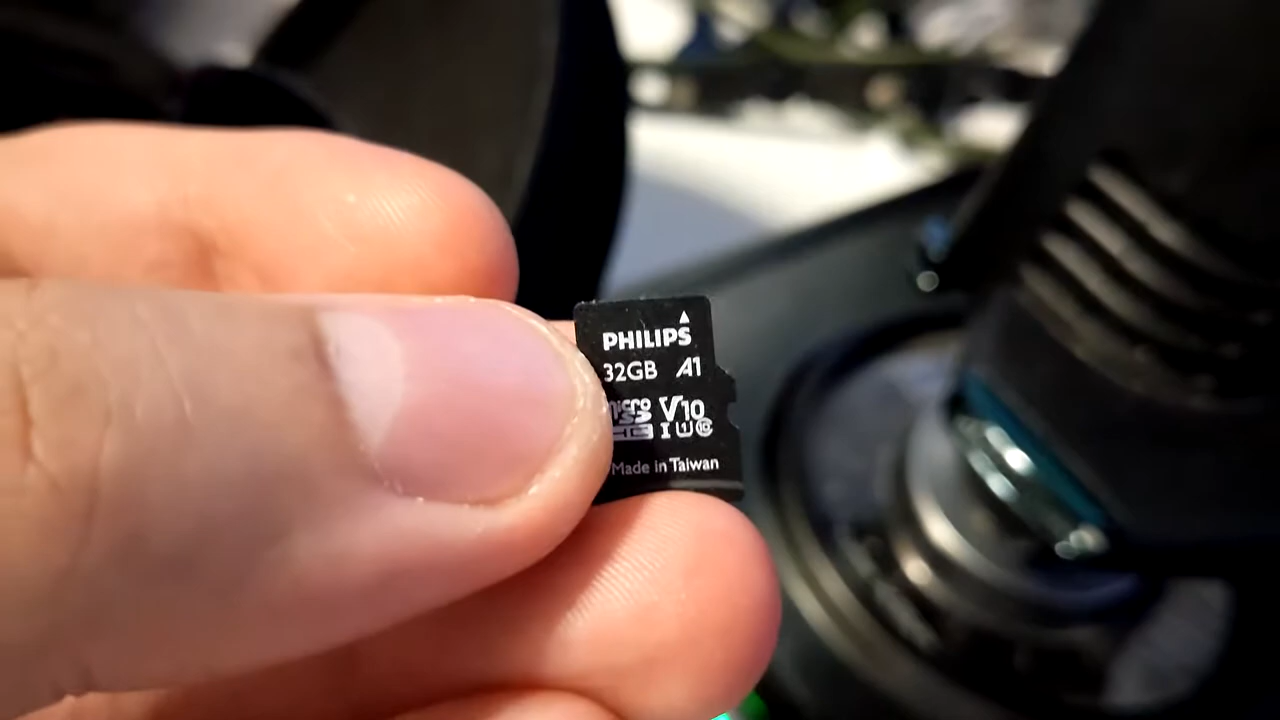 PHILIPS
32GB A1
micro V10
SD HC I U1 10
Made in Taiwan